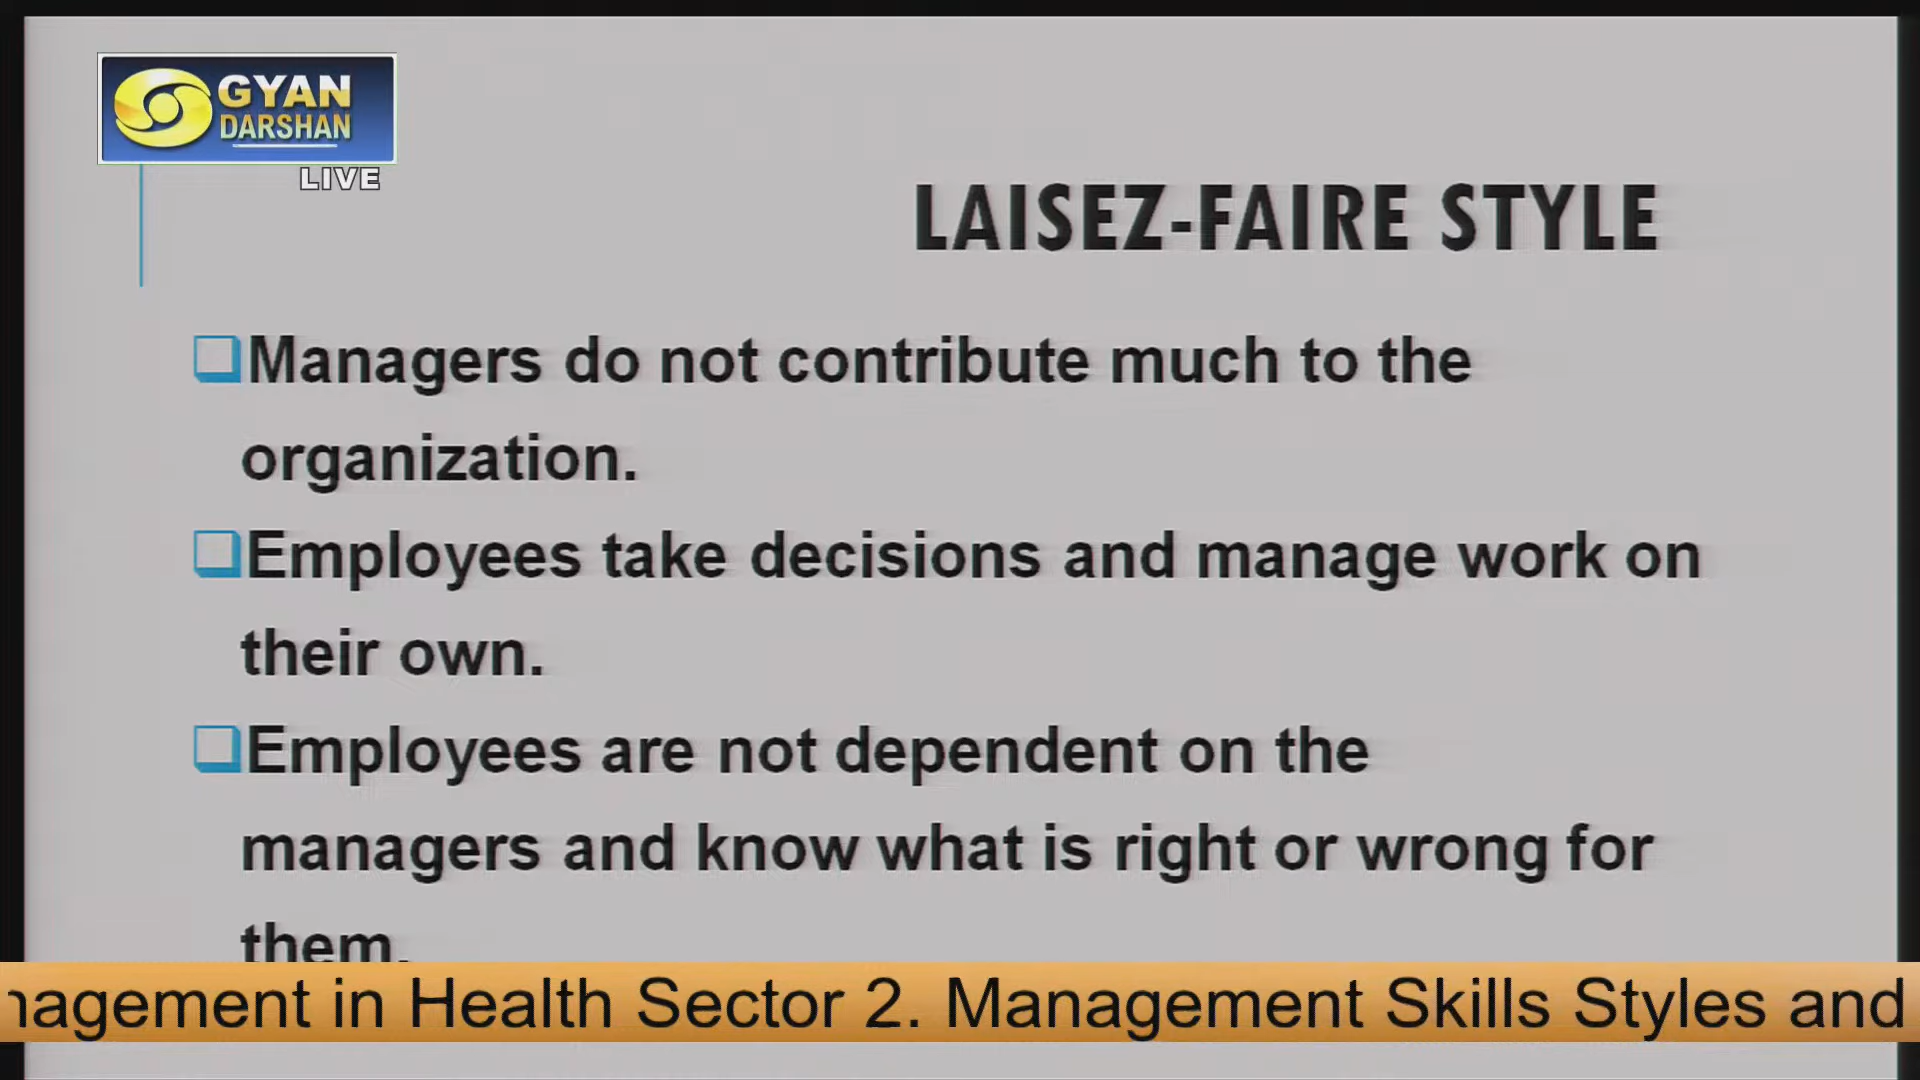 GYAN
DARSHAN
LIVE
LAISEZ-FAIRE STYLE
Managers do not contribute much to the
organization.
Employees take decisions and manage work on
their own.
Employees are not dependent on the
managers and know what is right or wrong for
them.
nagement in Health Sector 2. Management Skills Styles and